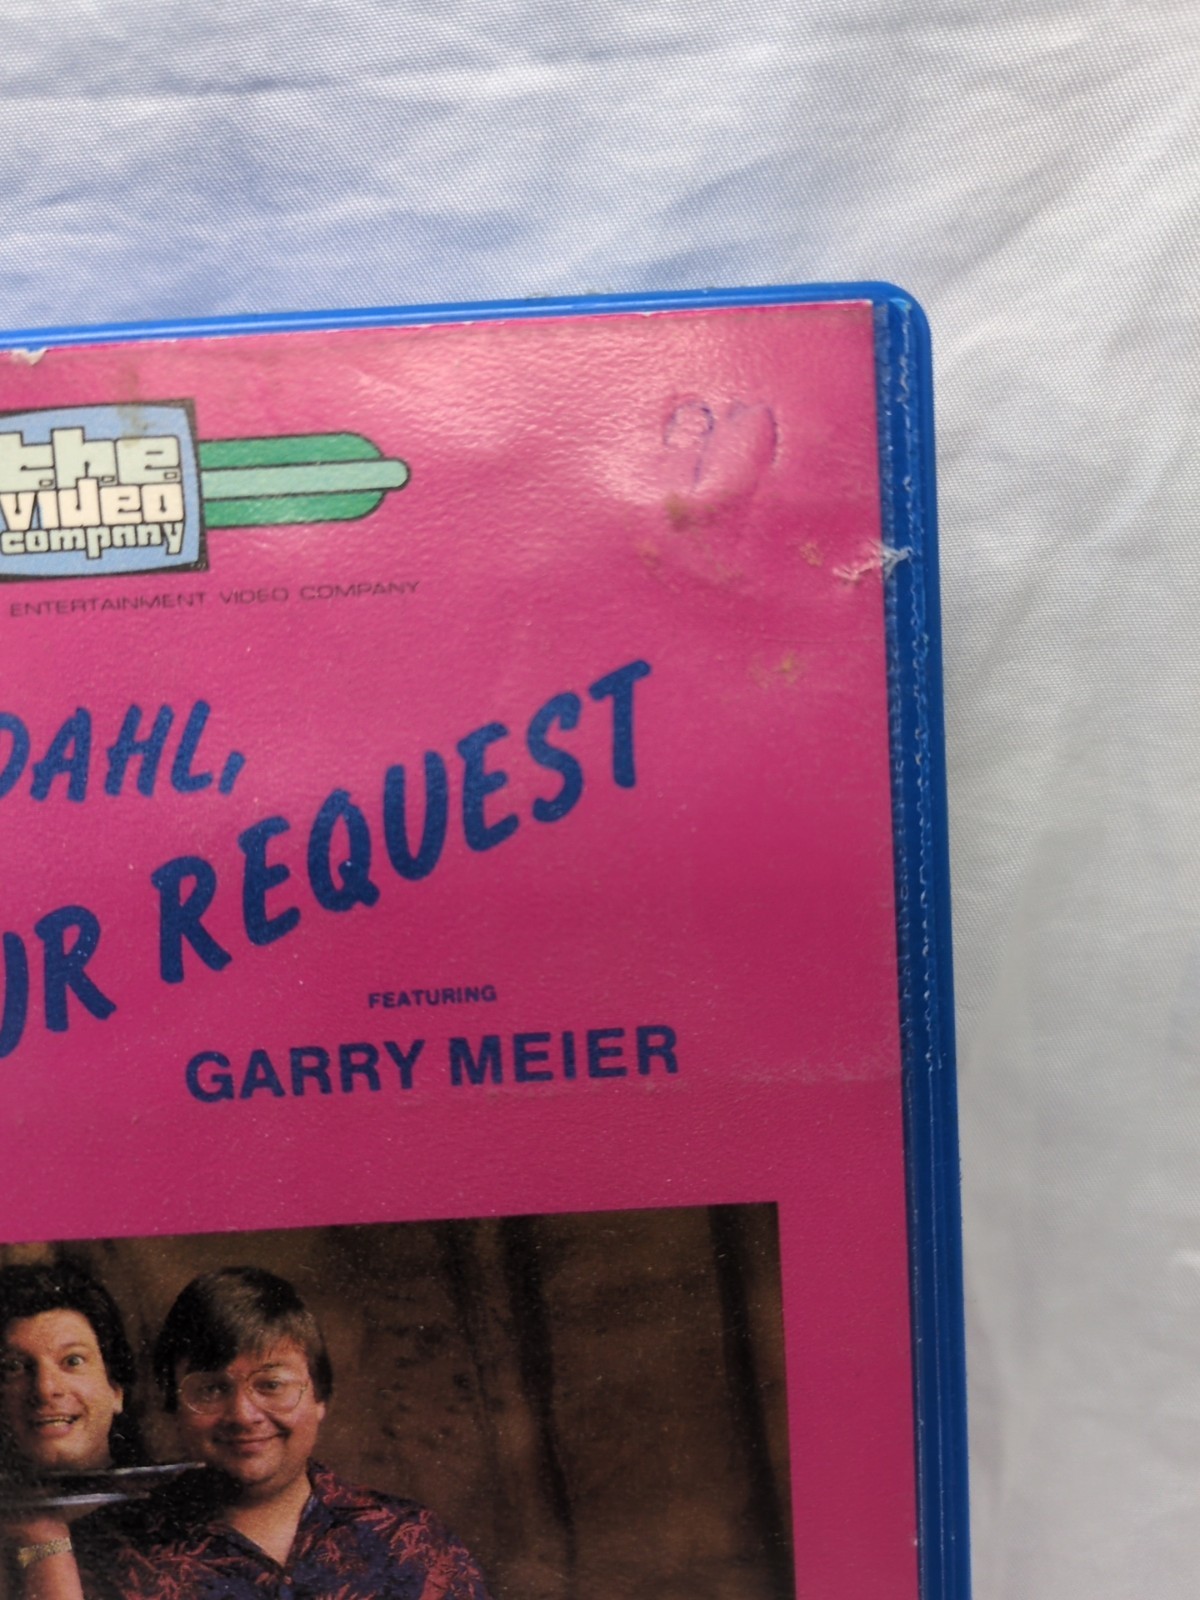 the
video
company
ENTERTAINMENT VIDEO COMPANY
DAHL,
UR REQUEST
FEATURING
GARRY MEIER